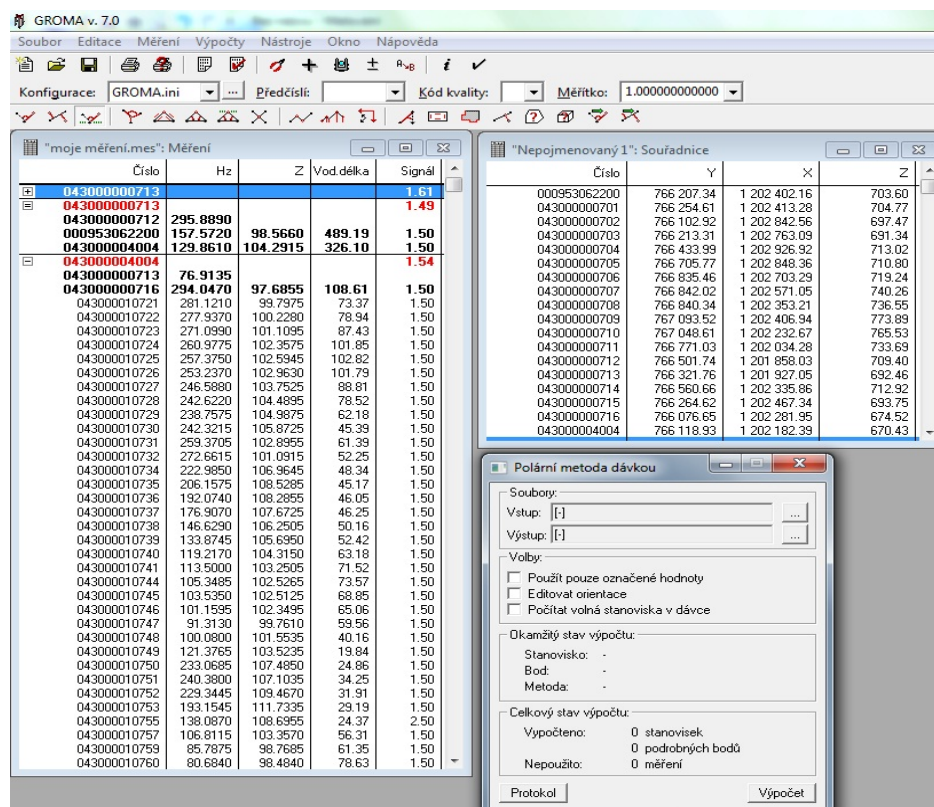 GROMA v. 7.0
Soubor Editace Měření Výpočty Nástroje Okno Nápověda
Konfigurace: GROMA.ini ... Předčíslí: Kód kvality: Měřítko: 1.000000000000
"moje měření.mes": Měření
Číslo Hz Z Vod.délka Signál
043000000713 1.61
043000000713 1.49
043000000712 295.8890
000953062200 157.5720 98.5660 489.19 1.50
043000004004 129.8610 104.2915 326.10 1.50
043000004004 1.54
043000000713 76.9135
043000000716 294.0470 97.6855 108.61 1.50
043000010721 281.1210 99.7975 73.37 1.50
043000010722 277.9370 100.2280 78.94 1.50
043000010723 271.0990 101.1095 87.43 1.50
043000010724 260.9775 102.3575 101.85 1.50
043000010725 257.3750 102.5945 102.82 1.50
043000010726 253.2370 102.9630 101.79 1.50
043000010727 246.5880 103.7525 88.81 1.50
043000010728 242.6220 104.4895 78.52 1.50
043000010729 238.7575 104.9875 62.18 1.50
043000010730 242.3215 105.8725 45.39 1.50
043000010731 259.3705 102.8955 61.39 1.50
043000010732 272.6615 101.0915 52.25 1.50
043000010734 222.9850 106.9645 48.34 1.50
043000010735 206.1575 108.5285 45.17 1.50
043000010736 192.0740 108.2855 46.05 1.50
043000010737 176.9070 107.6725 46.25 1.50
043000010738 146.6290 106.2505 50.16 1.50
043000010739 133.8745 105.6950 52.42 1.50
043000010740 119.2170 104.3150 63.18 1.50
043000010741 113.5000 103.2505 71.52 1.50
043000010744 105.3485 102.5265 73.57 1.50
043000010745 103.5350 102.5125 68.85 1.50
043000010746 101.1595 102.3495 65.06 1.50
043000010747 91.3130 99.7610 59.56 1.50
043000010748 100.0800 101.5535 40.16 1.50
043000010749 121.3765 103.5235 19.84 1.50
043000010750 233.0685 107.4850 24.86 1.50
043000010751 240.3800 107.1035 34.25 1.50
043000010752 229.3445 109.4670 31.91 1.50
043000010753 193.1545 111.7335 29.19 1.50
043000010755 138.0870 108.6955 24.37 2.50
043000010757 106.8115 103.3570 56.31 1.50
043000010759 85.7875 98.7685 61.35 1.50
043000010760 80.6840 98.4840 78.63 1.50
"Nepojmenovaný 1": Souřadnice
Číslo Y X Z
000953062200 766 207.34 1 202 402.16 703.60
043000000701 766 254.61 1 202 413.28 704.77
043000000702 766 102.92 1 202 842.56 697.47
043000000703 766 213.31 1 202 763.09 691.34
043000000704 766 433.99 1 202 926.92 713.02
043000000705 766 705.77 1 202 848.36 710.80
043000000706 766 835.46 1 202 703.29 719.24
043000000707 766 842.02 1 202 571.05 740.26
043000000708 766 840.34 1 202 353.21 736.55
043000000709 767 093.52 1 202 406.94 773.89
043000000710 767 048.61 1 202 232.67 765.53
043000000711 766 771.03 1 202 034.28 733.69
043000000712 766 501.74 1 201 858.03 709.40
043000000713 766 321.76 1 201 927.05 692.46
043000000714 766 560.66 1 202 335.86 712.92
043000000715 766 264.62 1 202 467.34 693.75
043000000716 766 076.65 1 202 281.95 674.52
043000004004 766 118.93 1 202 182.39 670.43
Polární metoda dávkou
Soubory:
Vstup: [-] ...
Výstup: [-] ...
Volby:
Použít pouze označené hodnoty
Editovat orientace
Počítat volná stanoviska v dávce
Okamžitý stav výpočtu:
Stanovisko: -
Bod: -
Metoda: -
Celkový stav výpočtu:
Vypočteno: 0 stanovisek
0 podrobných bodů
Nepoužito: 0 měření
Protokol Výpočet